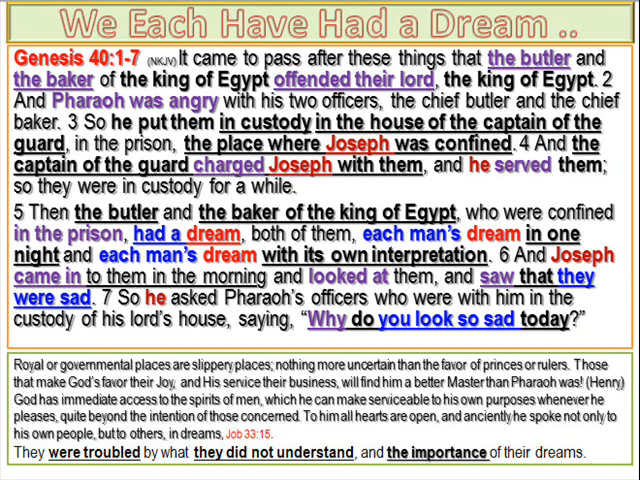 We Each Have Had a Dream ..
Genesis 40:1-7 (NKJV) It came to pass after these things that the butler and
the baker of the king of Egypt offended their lord, the king of Egypt. 2
And Pharaoh was angry with his two officers, the chief butler and the chief
baker. 3 So he put them in custody in the house of the captain of the
guard, in the prison, the place where Joseph was confined. 4 And the
captain of the guard charged Joseph with them, and he served them;
so they were in custody for a while.
5 Then the butler and the baker of the king of Egypt, who were confined
in the prison, had a dream, both of them, each man's dream in one
night and each man's dream with its own interpretation. 6 And Joseph
came in to them in the morning and looked at them, and saw that they
were sad. 7 So he asked Pharaoh's officers who were with him in the
custody of his lord's house, saying, “Why do you look so sad today?”
Royal or governmental places are slippery places; nothing more uncertain than the favor of princes or rulers. Those
that make God's favor their Joy, and His service their business, will find him a better Master than Pharaoh was! (Henry)
God has immediate access to the spirits of men, which he can make serviceable to his own purposes whenever he
pleases, quite beyond the intention of those concerned. To him all hearts are open, and anciently he spoke not only to
his own people, but to others, in dreams, Job 33:15.
They were troubled by what they did not understand, and the importance of their dreams.